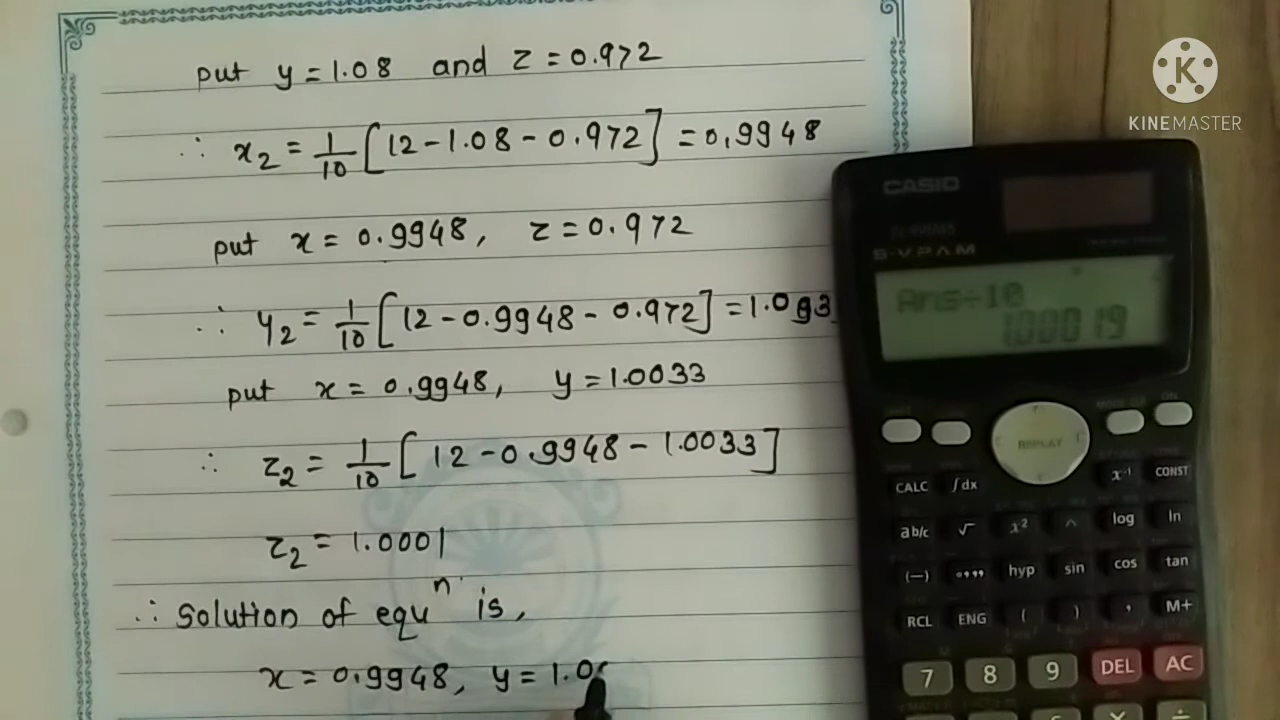 put y = 1.08 and z = 0.972
∴ x₂ = 1/10 [12 - 1.08 - 0.972] = 0.9948
put x = 0.9948, z = 0.972
∴ y₂ = 1/10 [12 - 0.9948 - 0.972] =
put x = 0.9948, y = 1.0033
∴ z₂ = 1/10 [12 - 0.9948 - 1.0033]
z₂ = 1.0001
∴ Solution of equⁿ is,
x = 0.9948, y = 1.0
K
KINEMASTER
CASIO
S-V.P.A.M.
Ans÷10
1.00019
REPLAY
CALC ∫dx x⁻¹ CONST
ab/c √ x² ^ log ln
(−) °,,, hyp sin cos tan
RCL ENG ( ) , M+
7 8 9 DEL AC